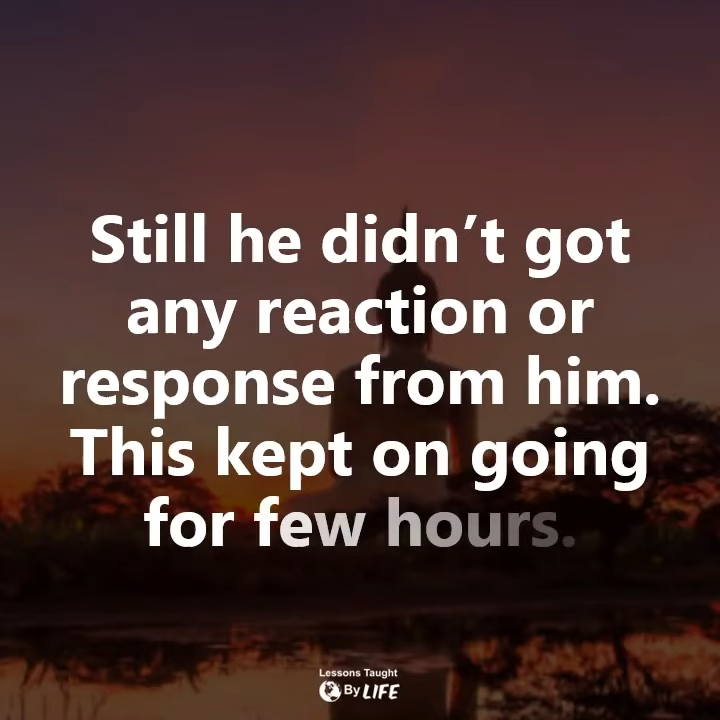 Still he didn’t got
any reaction or
response from him.
This kept on going
for few hours.
Lessons Taught
By LIFE